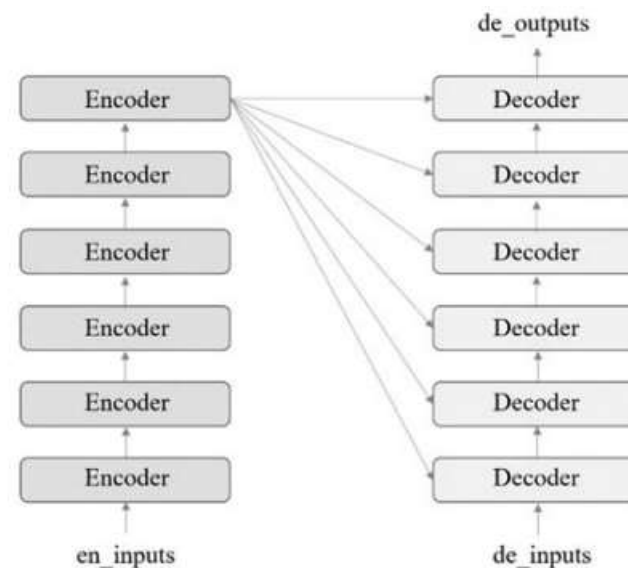 de_outputs
Encoder
Decoder
Encoder
Decoder
Encoder
Decoder
Encoder
Decoder
Encoder
Decoder
Encoder
Decoder
en_inputs
de_inputs